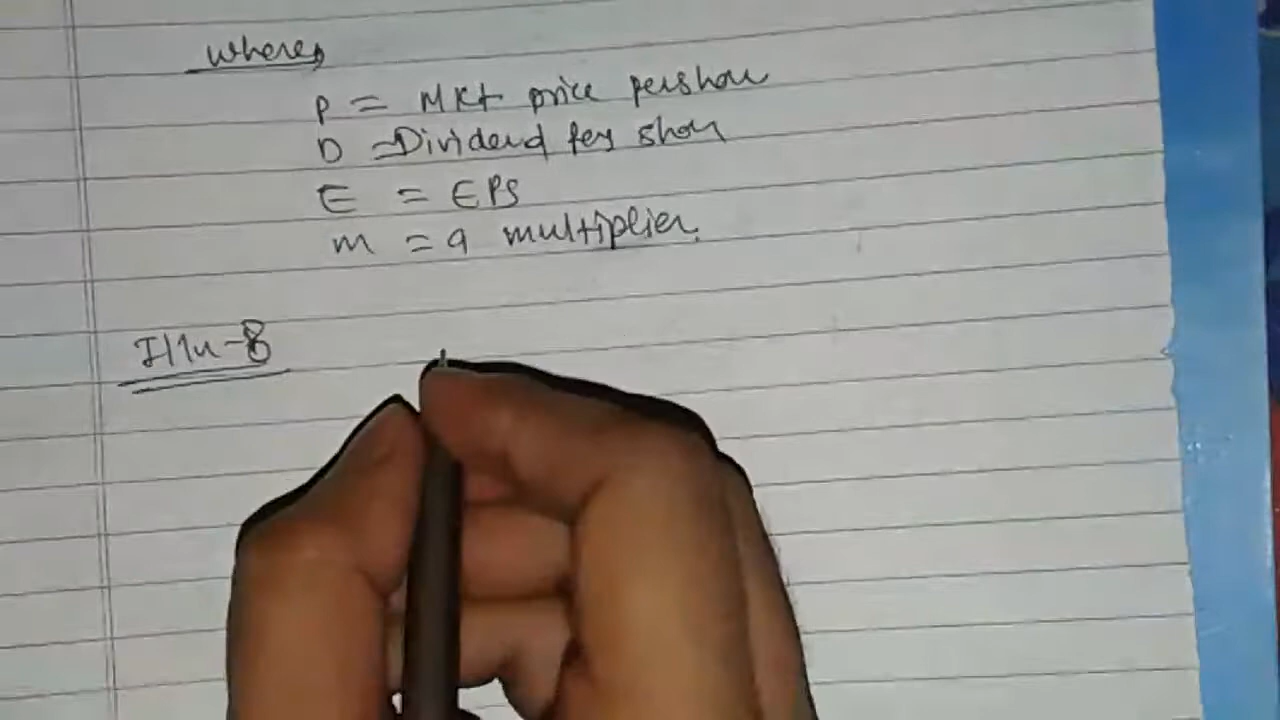 where,
P = Mkt price per share
D = Dividend per share
E = EPS
m = a multiplier.
Illu-8